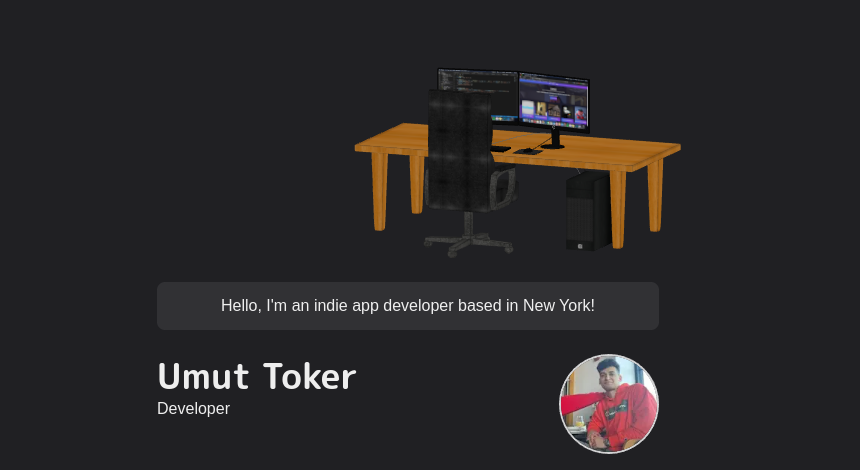 Hello, I'm an indie app developer based in New York!
Umut Toker
Developer